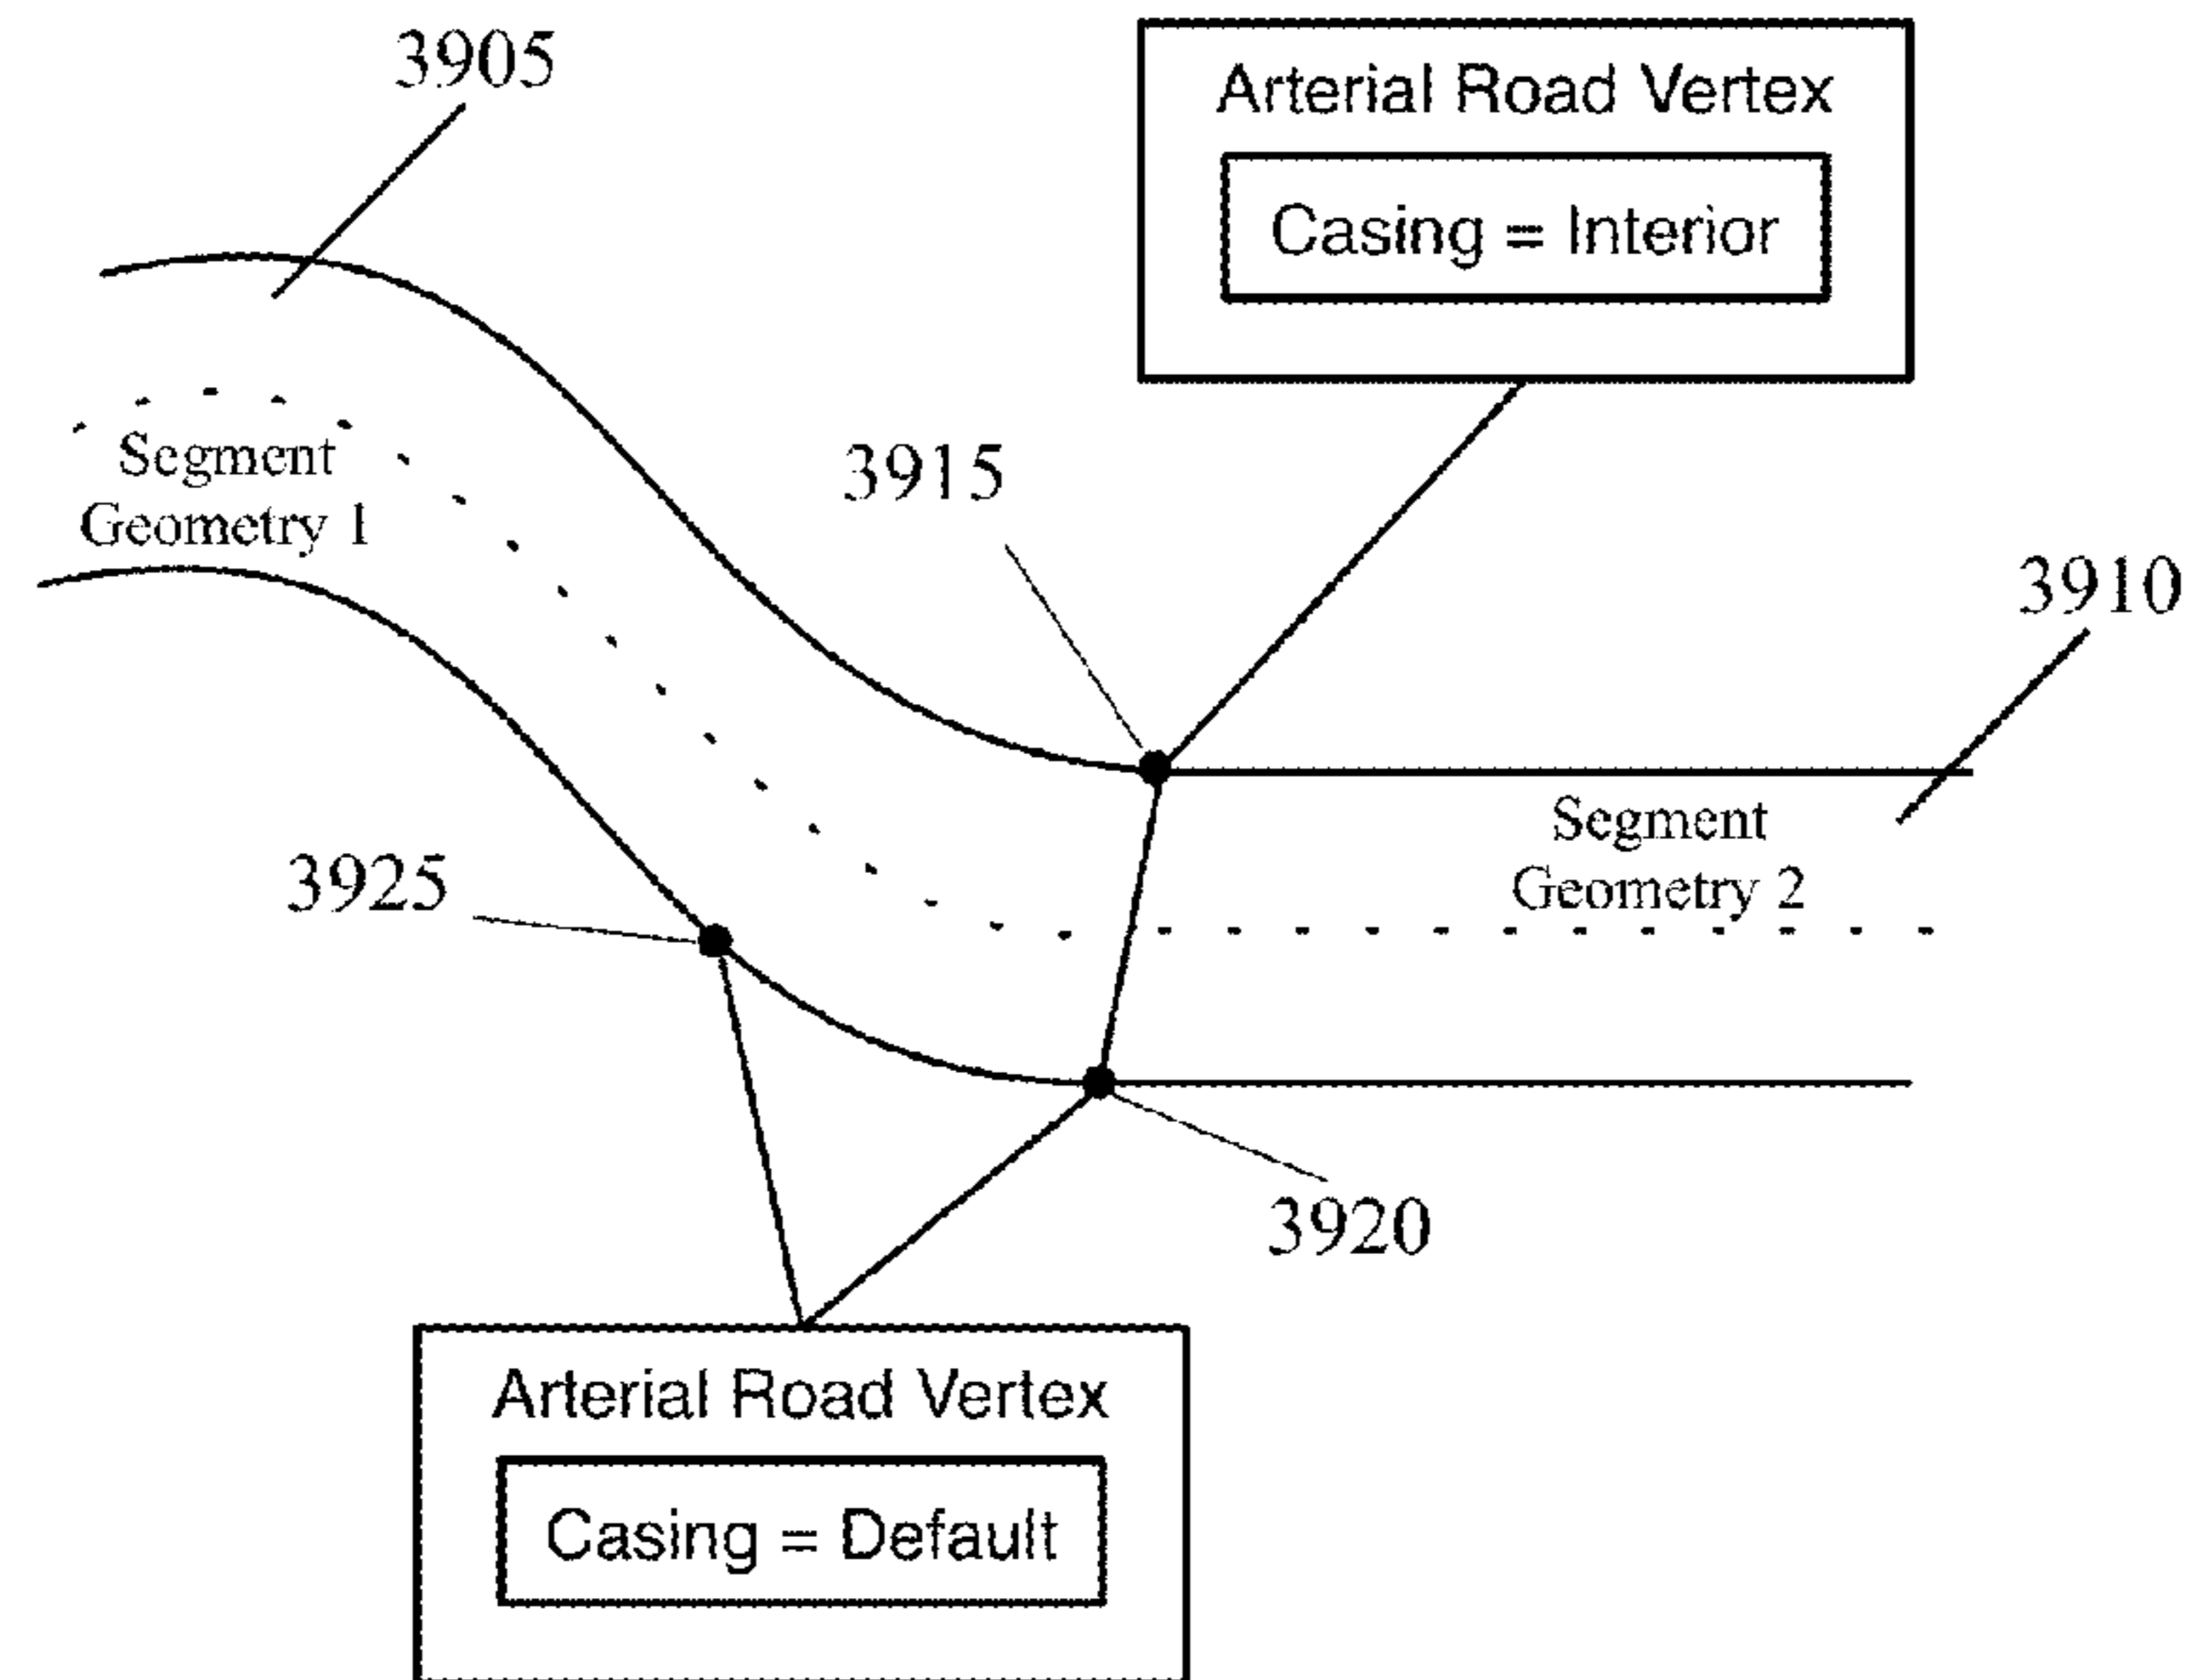 3905
Arterial Road Vertex
Casing = Interior
Segment
Geometry 1
3915
3910
Segment
Geometry 2
3925
3920
Arterial Road Vertex
Casing = Default